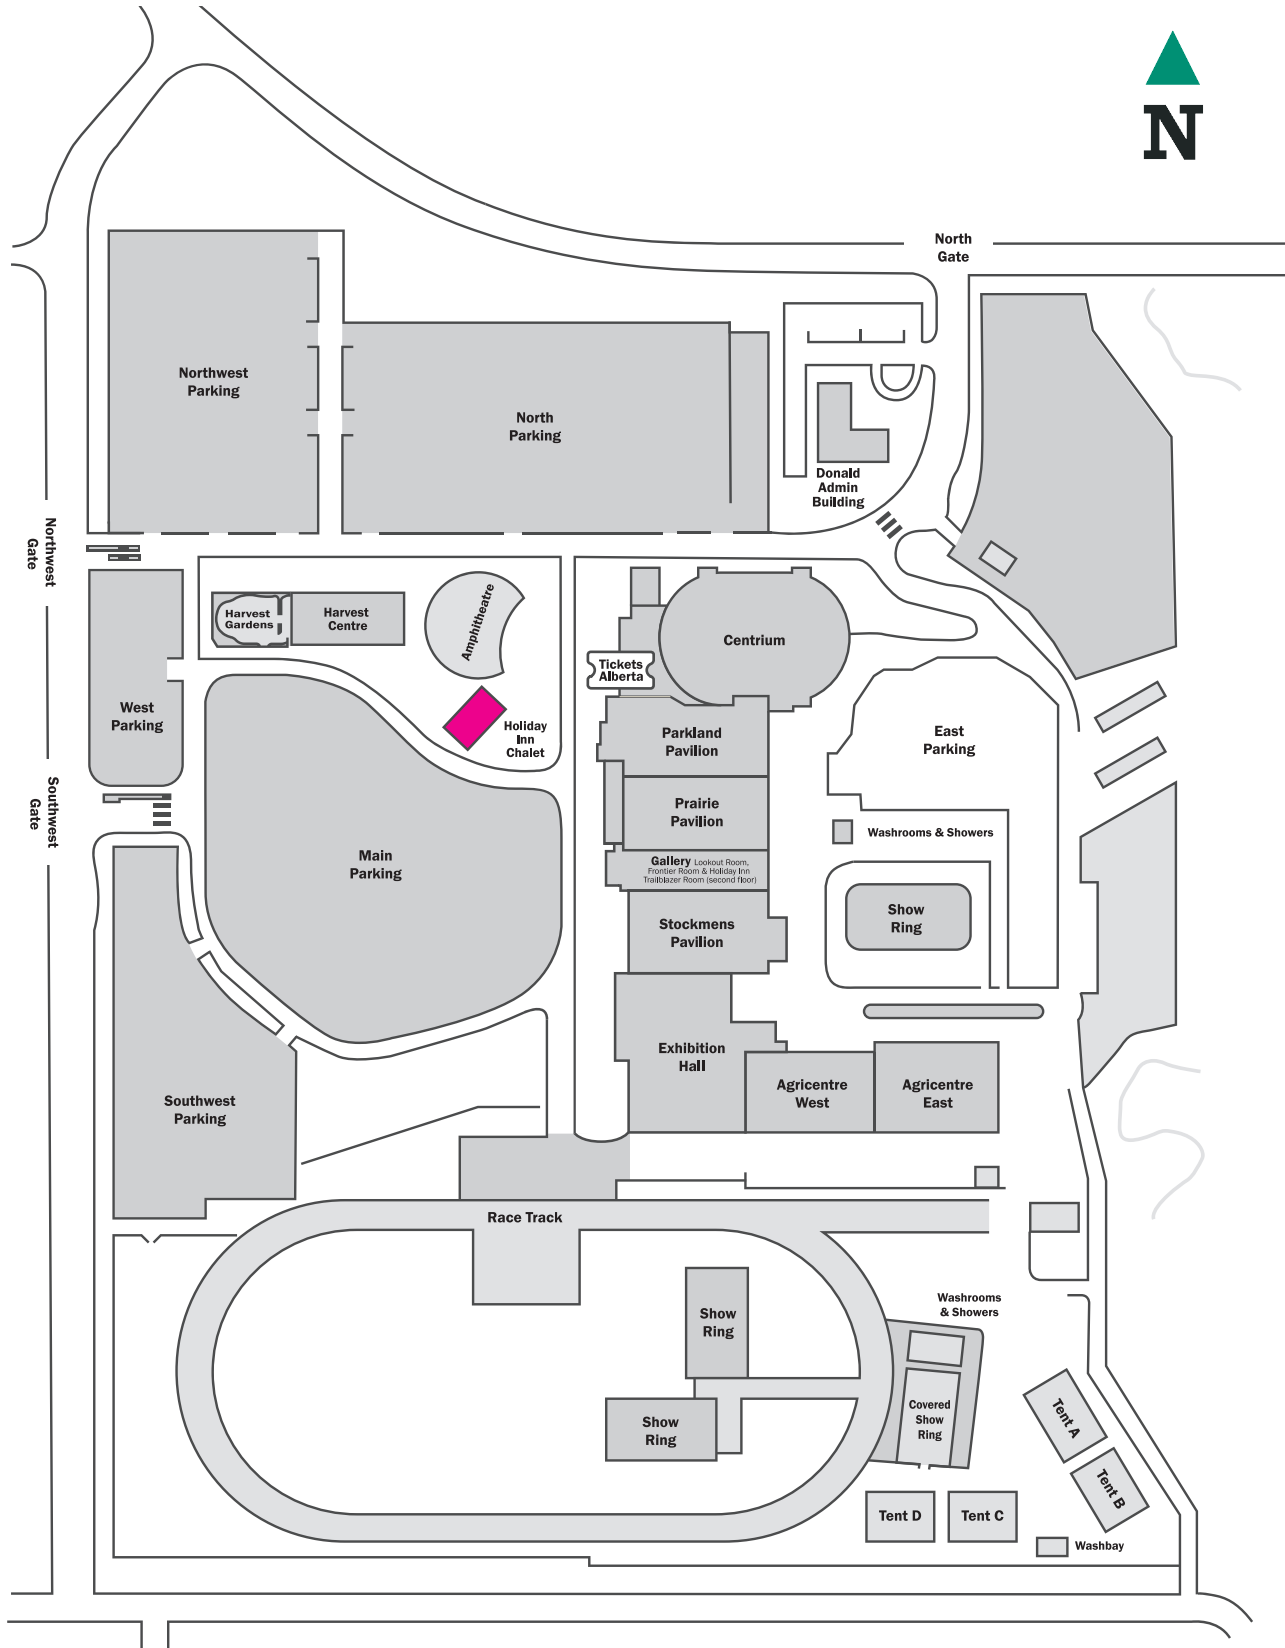 N
North
Gate
Northwest
Parking
North
Parking
Donald
Admin
Building
Northwest
Gate
Harvest
Gardens
Harvest
Centre
Amphitheatre
Centrium
Tickets
Alberta
West
Parking
Holiday
Inn
Chalet
Parkland
Pavilion
East
Parking
Southwest
Gate
Prairie
Pavilion
Washrooms & Showers
Main
Parking
Gallery Lookout Room,
Frontier Room & Holiday Inn
Trailblazer Room (second floor)
Stockmens
Pavilion
Show
Ring
Exhibition
Hall
Agricentre
West
Agricentre
East
Southwest
Parking
Race Track
Washrooms
& Showers
Show
Ring
Show
Ring
Covered
Show
Ring
Tent A
Tent B
Tent D
Tent C
Washbay